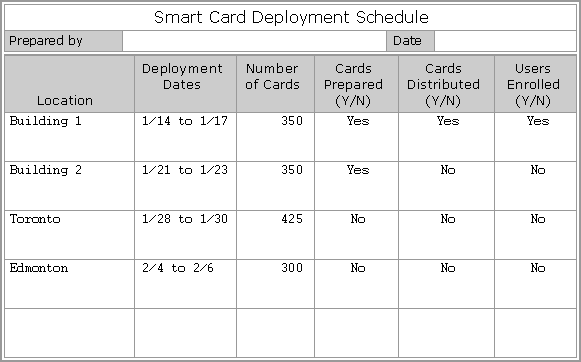 Smart Card Deployment Schedule
Prepared by Date
Location Deployment Dates Number of Cards Cards Prepared (Y/N) Cards Distributed (Y/N) Users Enrolled (Y/N)
Building 1 1/14 to 1/17 350 Yes Yes Yes
Building 2 1/21 to 1/23 350 Yes No No
Toronto 1/28 to 1/30 425 No No No
Edmonton 2/4 to 2/6 300 No No No